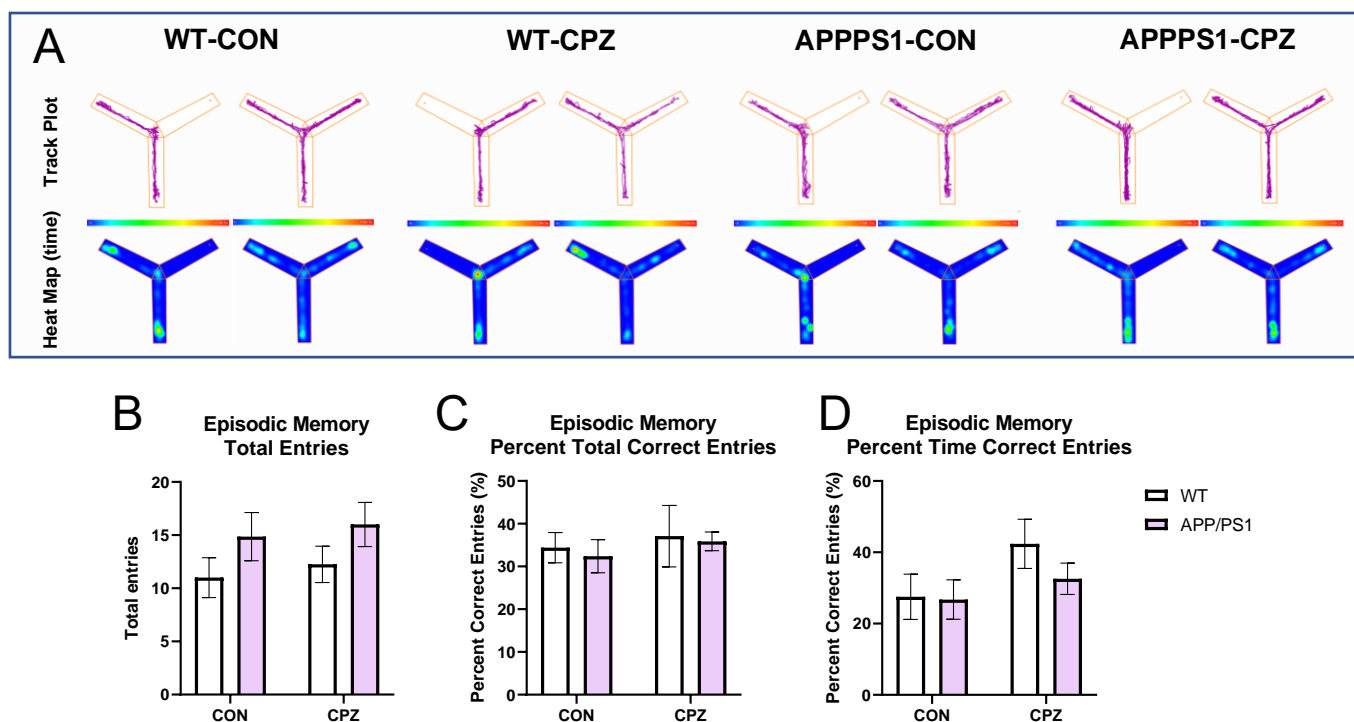 A
WT-CON
WT-CPZ
APPPS1-CON
APPPS1-CPZ
Track Plot
Heat Map (time)
B
Episodic Memory
Total Entries
Total entries
20
15
10
5
0
CON
CPZ
C
Episodic Memory
Percent Total Correct Entries
Percent Correct Entries (%)
50
40
30
20
10
0
CON
CPZ
D
Episodic Memory
Percent Time Correct Entries
Percent Correct Entries (%)
60
40
20
0
CON
CPZ
WT
APP/PS1